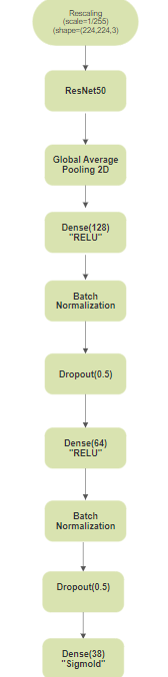 Rescaling
(scale=1/255)
(shape=(224,224,3)
ResNet50
Global Average
Pooling 2D
Dense(128)
"RELU"
Batch
Normalization
Dropout(0.5)
Dense(64)
"RELU"
Batch
Normalization
Dropout(0.5)
Dense(38)
"Sigmoid"